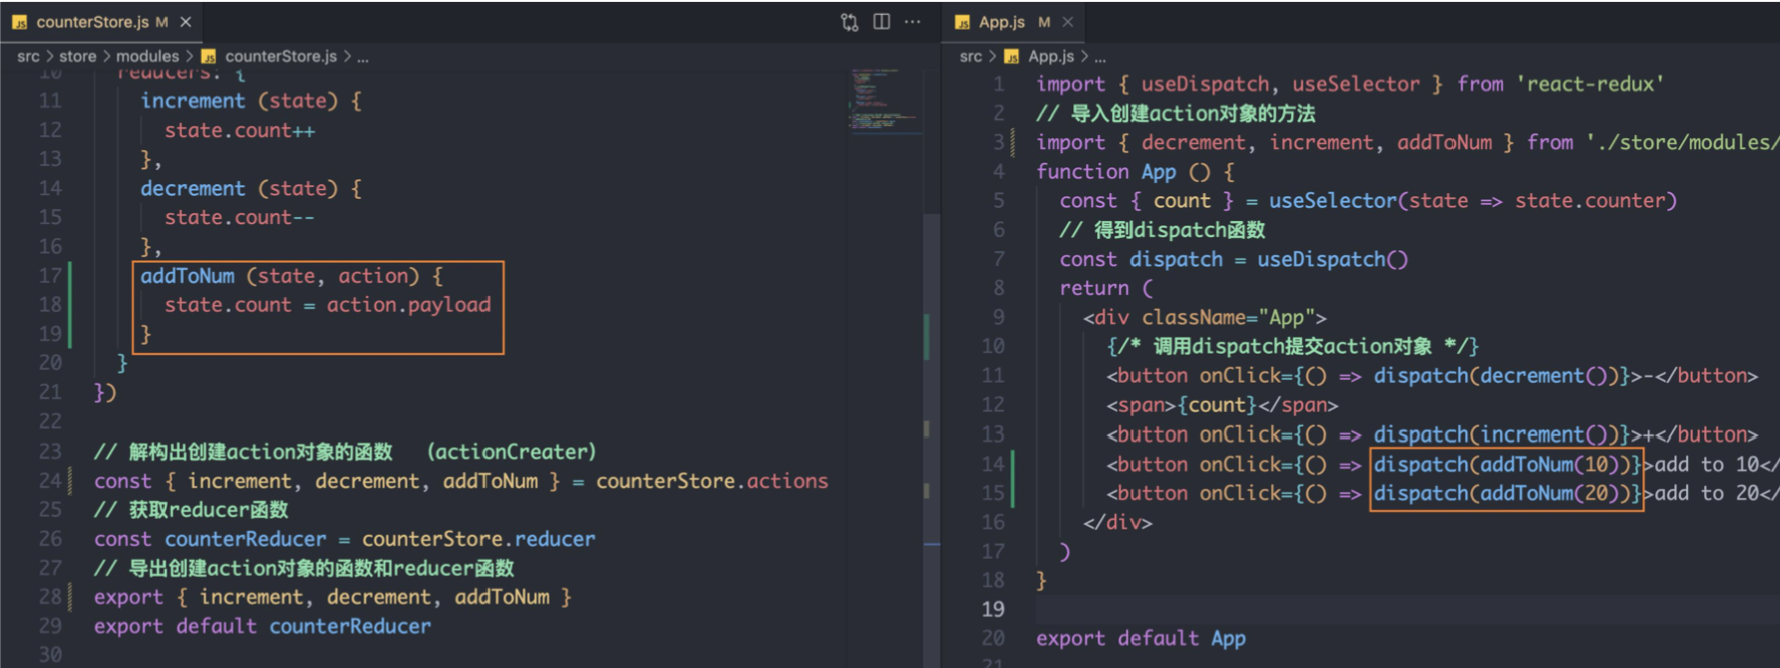 counterStore.js M
src > store > modules > counterStore.js > ...
10 reducers: {
11 increment (state) {
12 state.count++
13 },
14 decrement (state) {
15 state.count--
16 },
17 addToNum (state, action) {
18 state.count = action.payload
19 }
20 }
21 })
22
23 // 解构出创建action对象的函数 （actionCreater）
24 const { increment, decrement, addToNum } = counterStore.actions
25 // 获取reducer函数
26 const counterReducer = counterStore.reducer
27 // 导出创建action对象的函数和reducer函数
28 export { increment, decrement, addToNum }
29 export default counterReducer
30
App.js M
src > App.js > ...
1 import { useDispatch, useSelector } from 'react-redux'
2 // 导入创建action对象的方法
3 import { decrement, increment, addToNum } from './store/modules/
4 function App () {
5 const { count } = useSelector(state => state.counter)
6 // 得到dispatch函数
7 const dispatch = useDispatch()
8 return (
9 <div className="App">
10 {/* 调用dispatch提交action对象 */}
11 <button onClick={() => dispatch(decrement())}>-</button>
12 <span>{count}</span>
13 <button onClick={() => dispatch(increment())}>+</button>
14 <button onClick={() => dispatch(addToNum(10))}>add to 10</
15 <button onClick={() => dispatch(addToNum(20))}>add to 20</
16 </div>
17 )
18 }
19
20 export default App
21